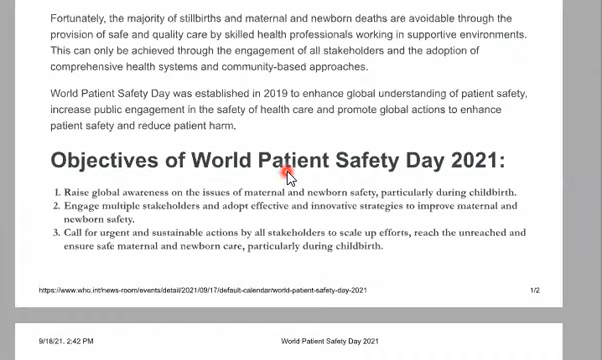 Fortunately, the majority of stillbirths and maternal and newborn deaths are avoidable through the
provision of safe and quality care by skilled health professionals working in supportive environments.
This can only be achieved through the engagement of all stakeholders and the adoption of
comprehensive health systems and community-based approaches.
World Patient Safety Day was established in 2019 to enhance global understanding of patient safety,
increase public engagement in the safety of health care and promote global actions to enhance
patient safety and reduce patient harm.
Objectives of World Patient Safety Day 2021:
1. Raise global awareness on the issues of maternal and newborn safety, particularly during childbirth.
2. Engage multiple stakeholders and adopt effective and innovative strategies to improve maternal and
newborn safety.
3. Call for urgent and sustainable actions by all stakeholders to scale up efforts, reach the unreached and
ensure safe maternal and newborn care, particularly during childbirth.
https://www.who.int/news-room/events/detail/2021/09/17/default-calendar/world-patient-safety-day-2021 1/2
9/18/21, 2:42 PM World Patient Safety Day 2021